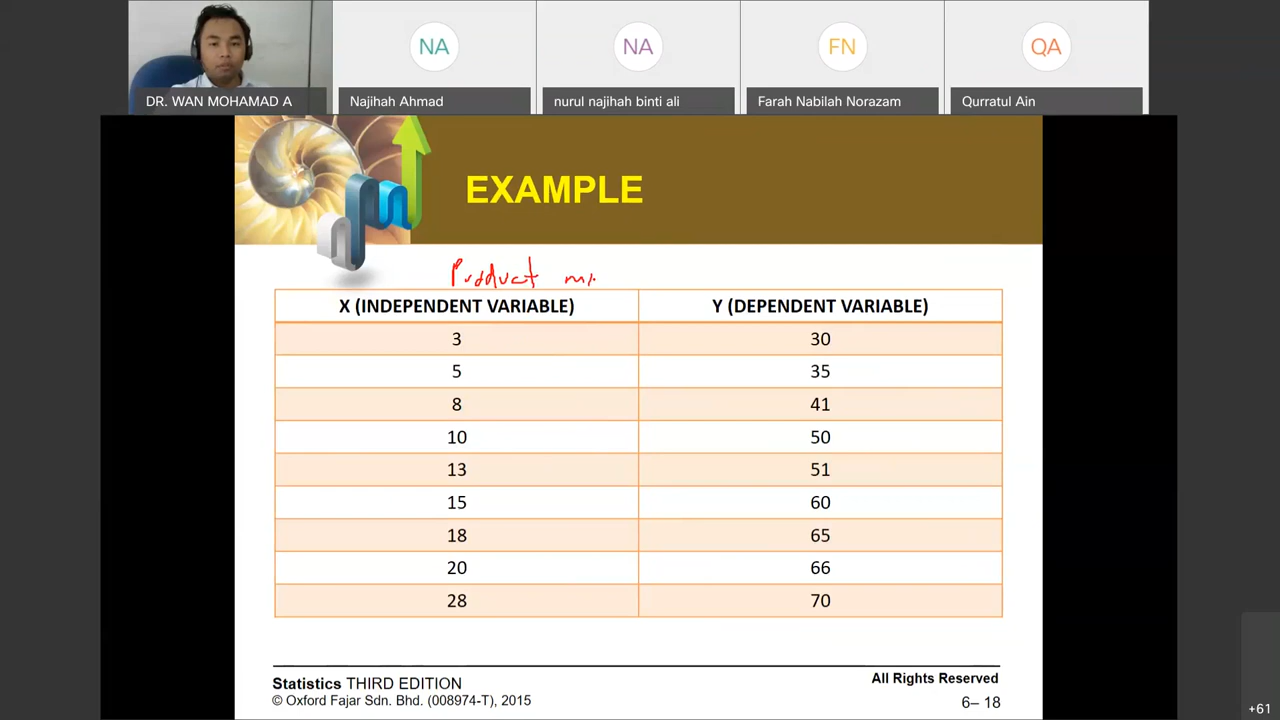 NA
NA
FN
QA
DR. WAN MOHAMAD A
Najihah Ahmad
nurul najihah binti ali
Farah Nabilah Norazam
Qurratul Ain
EXAMPLE
Product
X (INDEPENDENT VARIABLE) Y (DEPENDENT VARIABLE)
3 30
5 35
8 41
10 50
13 51
15 60
18 65
20 66
28 70
Statistics THIRD EDITION
© Oxford Fajar Sdn. Bhd. (008974-T), 2015
All Rights Reserved
6– 18
+61